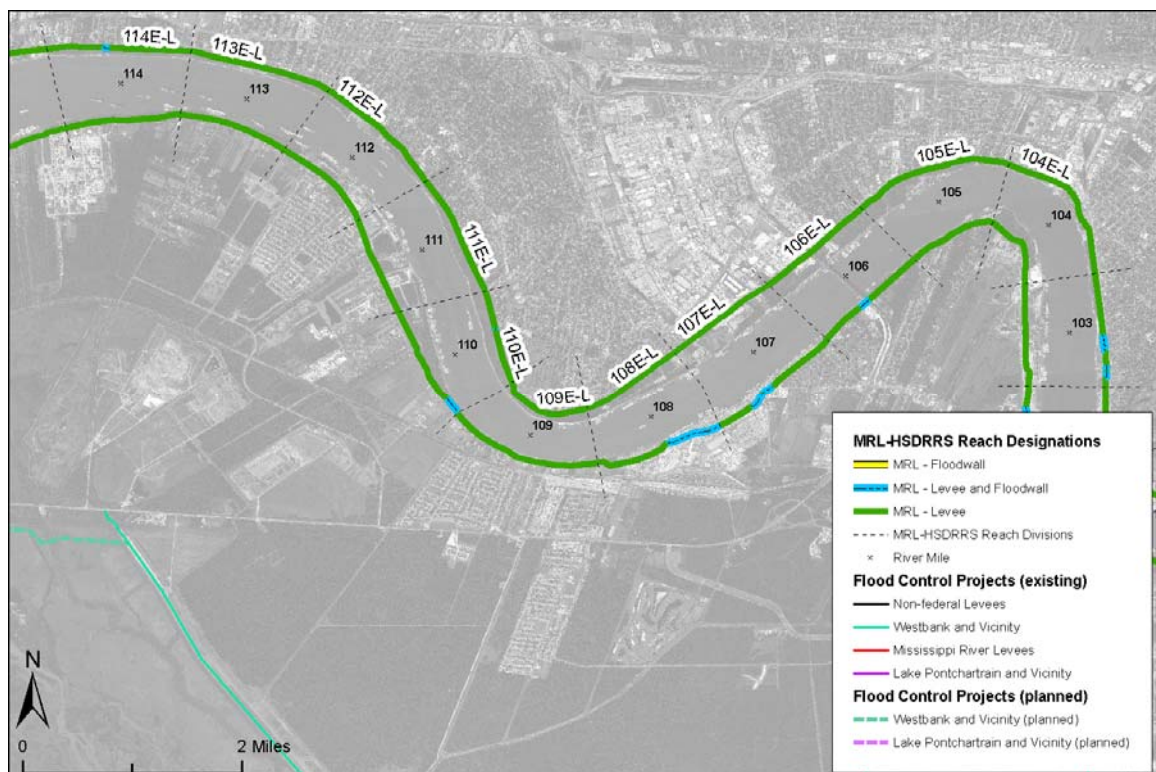 114E-L
113E-L
112E-L
111E-L
110E-L
109E-L
108E-L
107E-L
106E-L
105E-L
104E-L
114
113
112
111
110
109
108
107
106
105
104
103
MRL-HSDRRS Reach Designations
MRL - Floodwall
MRL - Levee and Floodwall
MRL - Levee
MRL-HSDRRS Reach Divisions
River Mile
Flood Control Projects (existing)
Non-federal Levees
Westbank and Vicinity
Mississippi River Levees
Lake Pontchartrain and Vicinity
Flood Control Projects (planned)
Westbank and Vicinity (planned)
Lake Pontchartrain and Vicinity (planned)
N
0 2 Miles